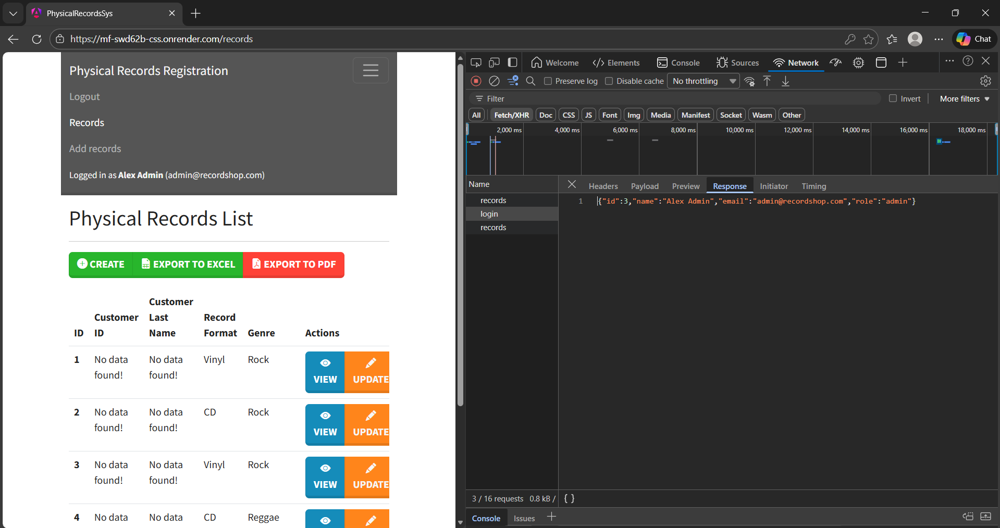 PhysicalRecordsSys
https://mf-swd62b-css.onrender.com/records
Chat
Physical Records Registration
Logout
Records
Add records
Logged in as Alex Admin (admin@recordshop.com)
Physical Records List
CREATE
EXPORT TO EXCEL
EXPORT TO PDF
ID
Customer ID
Customer Last Name
Record Format
Genre
Actions
1
No data found!
No data found!
Vinyl
Rock
VIEW
UPDATE
2
No data found!
No data found!
CD
Rock
VIEW
UPDATE
3
No data found!
No data found!
Vinyl
Rock
VIEW
UPDATE
4
No data
No data
CD
Reggae
Welcome
Elements
Console
Sources
Network
Preserve log
Disable cache
No throttling
Filter
Invert
More filters
All
Fetch/XHR
Doc
CSS
JS
Font
Img
Media
Manifest
Socket
Wasm
Other
2,000 ms
4,000 ms
6,000 ms
8,000 ms
10,000 ms
12,000 ms
14,000 ms
16,000 ms
18,000 ms
Name
records
login
records
Headers
Payload
Preview
Response
Initiator
Timing
1
{"id":3,"name":"Alex Admin","email":"admin@recordshop.com","role":"admin"}
3 / 16 requests
0.8 kB /
{ }
Console
Issues